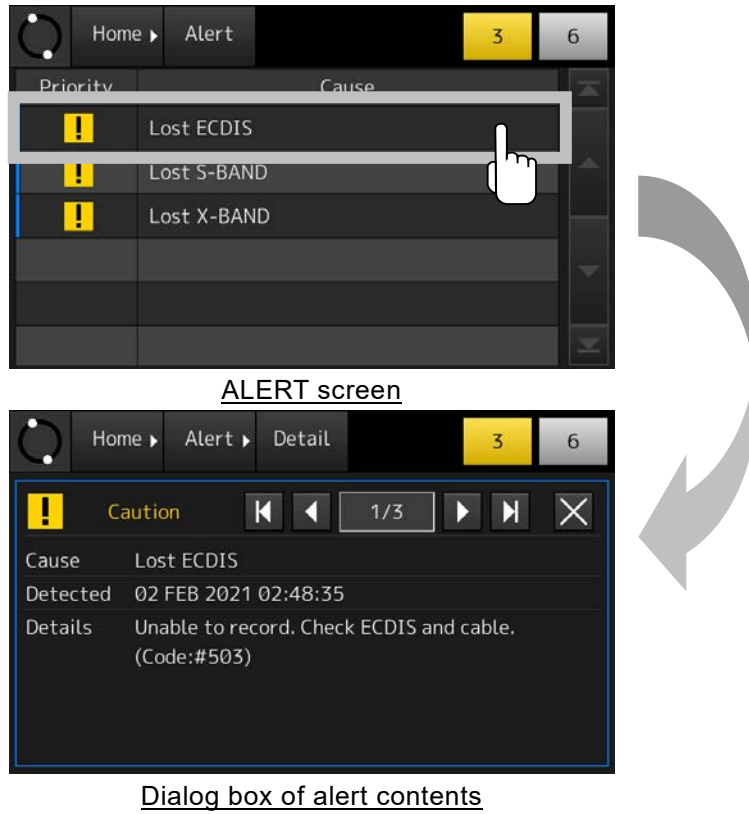 Home Alert 3 6
Priority Cause
! Lost ECDIS
! Lost S-BAND
! Lost X-BAND
ALERT screen
Home Alert Detail 3 6
! Caution 1/3
Cause Lost ECDIS
Detected 02 FEB 2021 02:48:35
Details Unable to record. Check ECDIS and cable.
(Code:#503)
Dialog box of alert contents